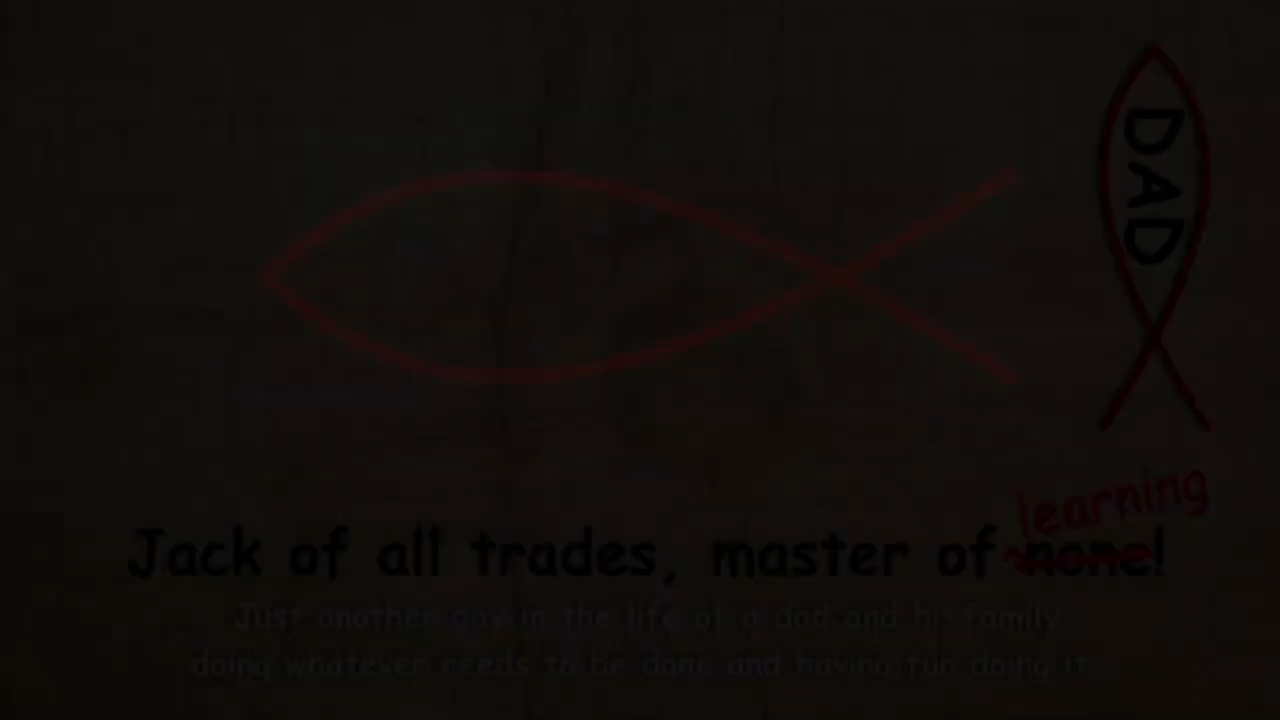 DAD
learning
Jack of all trades, master of none!
Just another guy in the life of a dad and his family
doing whatever needs to be done and having fun doing it